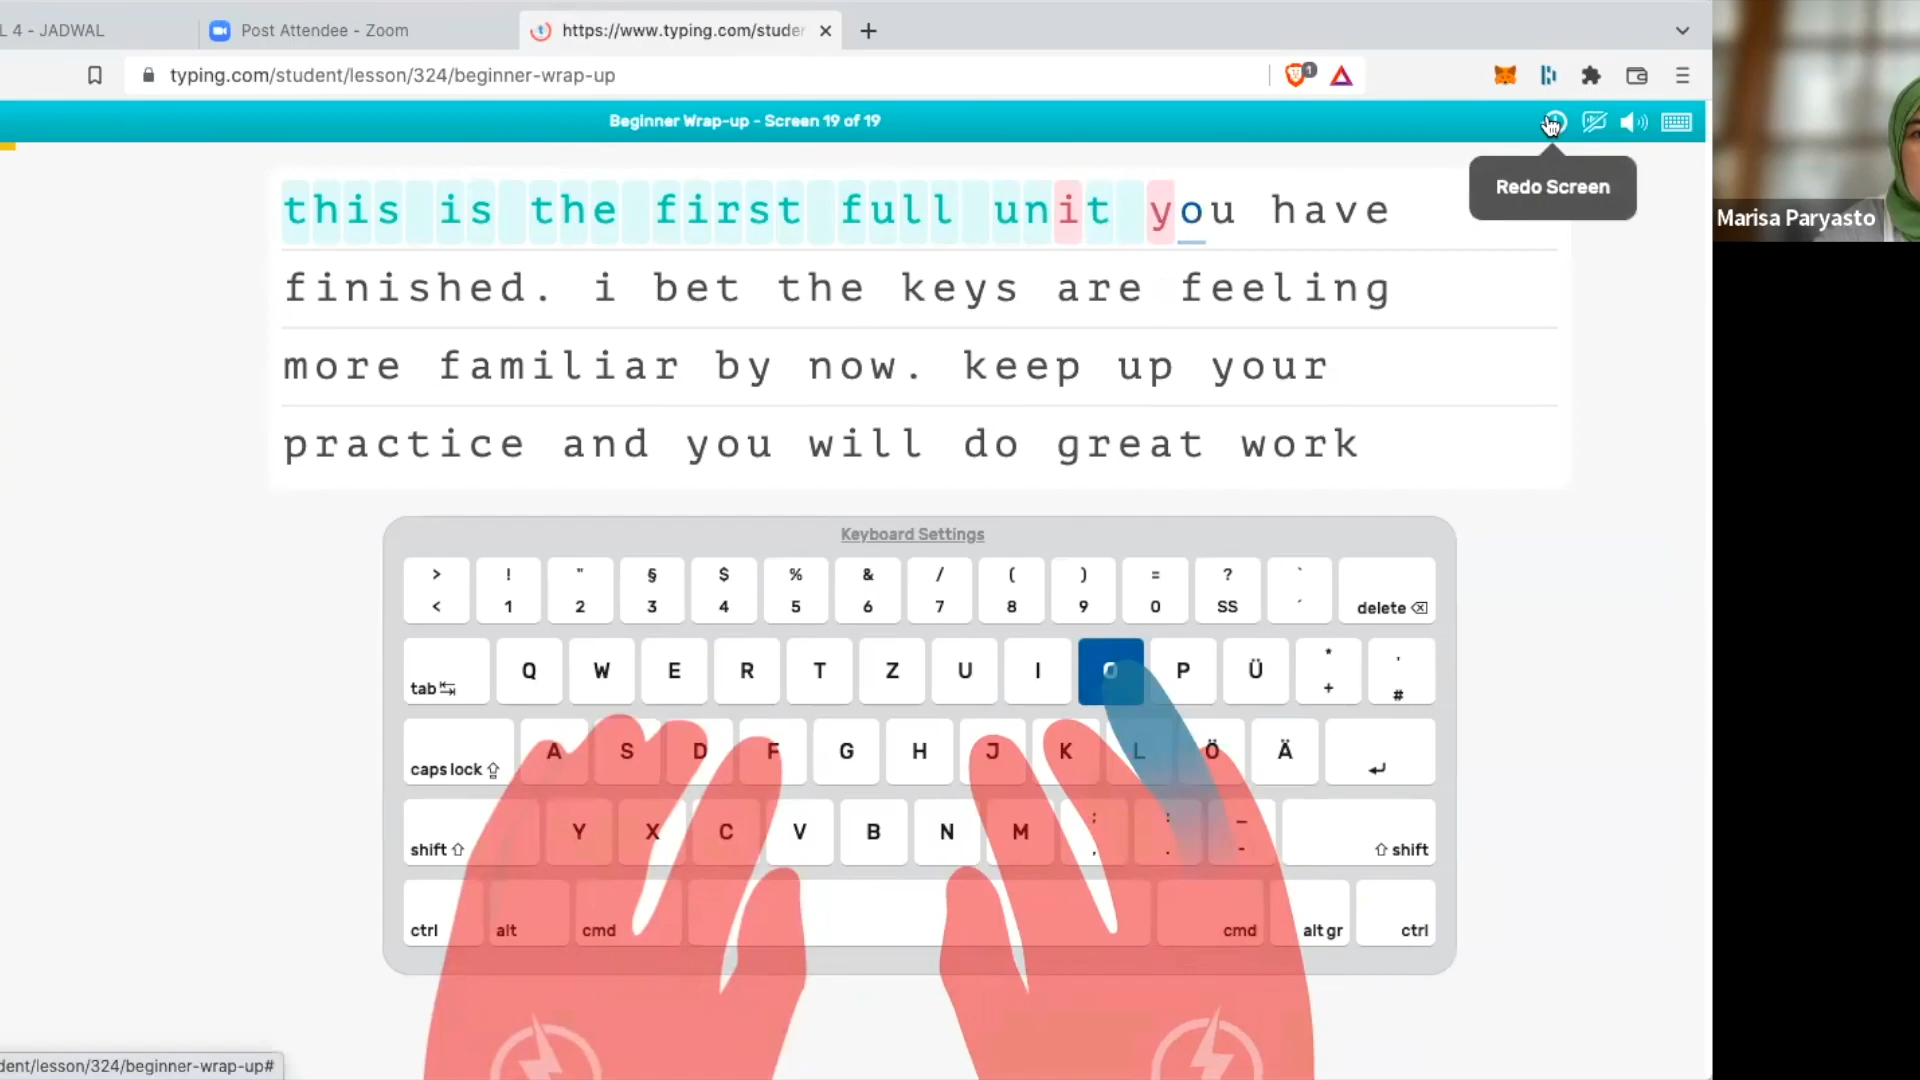 L 4 - JADWAL
Post Attendee - Zoom
https://www.typing.com/studer
typing.com/student/lesson/324/beginner-wrap-up
1
Beginner Wrap-up - Screen 19 of 19
Redo Screen
Marisa Paryasto
this is the first full unit you have
finished. i bet the keys are feeling
more familiar by now. keep up your
practice and you will do great work
Keyboard Settings
> ! " § $ % & / ( ) = ? `
< 1 2 3 4 5 6 7 8 9 0 SS ´ delete
tab Q W E R T Z U I O P Ü * + ' #
caps lock A S D F G H J K L Ö Ä
shift Y X C V B N M ; , : . _ - shift
ctrl alt cmd cmd alt gr ctrl
dent/lesson/324/beginner-wrap-up#